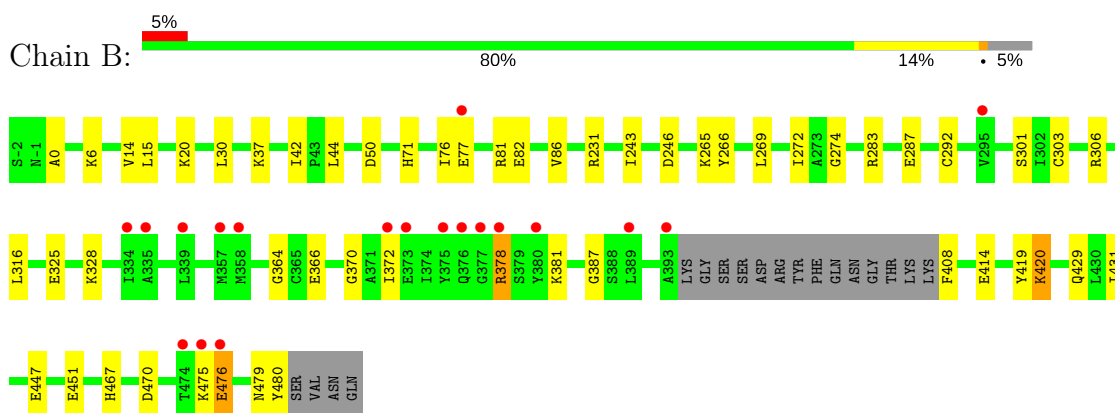 5%
Chain B:
80% 14% • 5%
S-2 N-1 A0 K6 V14 L15 K20 L30 K37 I42 P43 L44 D50 H71 I76 E77 R81 E82 V86 R231 I243 D246 K265 Y266 L269 I272 A273 G274 R283 E287 C292 V295 S301 I302 C303 R306
L316 E325 K328 I334 A335 L339 M357 M358 G364 C365 E366 G370 A371 I372 E373 I374 Y375 Q376 G377 R378 S379 Y380 K381 G387 S388 L389 A393 LYS GLY SER SER ASP ARG TYR PHE GLN ASN GLY THR LYS LYS F408 E414 Y419 K420 Q429 L430 I431
E447 E451 H467 D470 T474 K475 E476 N479 Y480 SER VAL ASN GLN